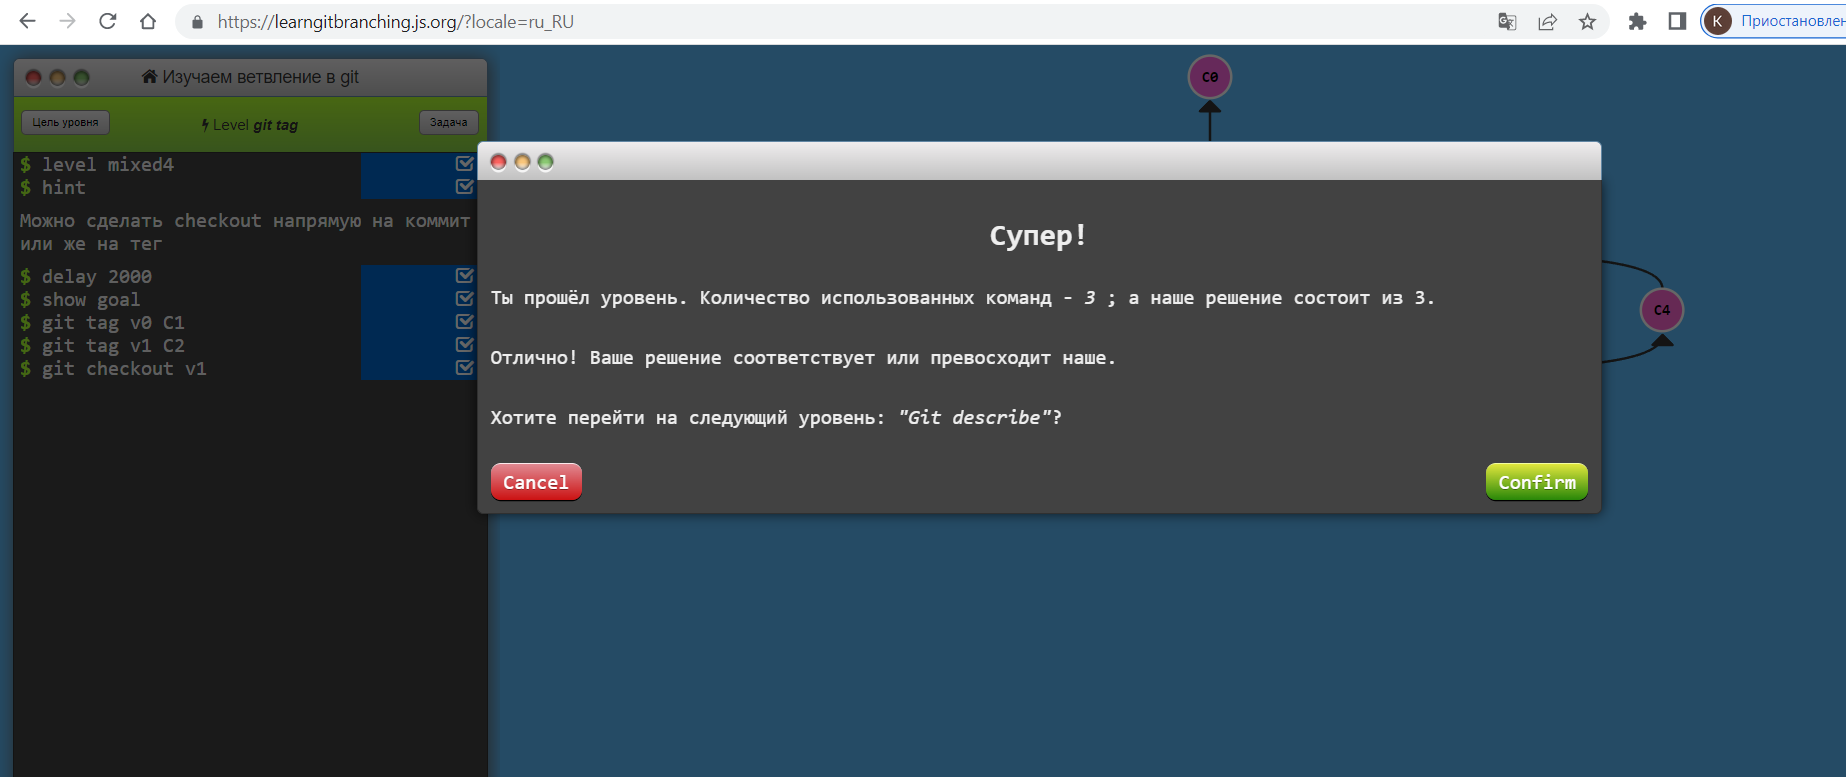 https://learngitbranching.js.org/?locale=ru_RU
K Приостановлен
Изучаем ветвление в git
Цель уровня
Level git tag
Задача
$ level mixed4
$ hint
Можно сделать checkout напрямую на коммит
или же на тег
$ delay 2000
$ show goal
$ git tag v0 C1
$ git tag v1 C2
$ git checkout v1
C0
Супер!
Ты прошёл уровень. Количество использованных команд - 3 ; а наше решение состоит из 3.
Отлично! Ваше решение соответствует или превосходит наше.
Хотите перейти на следующий уровень: "Git describe"?
Cancel
Confirm
C4